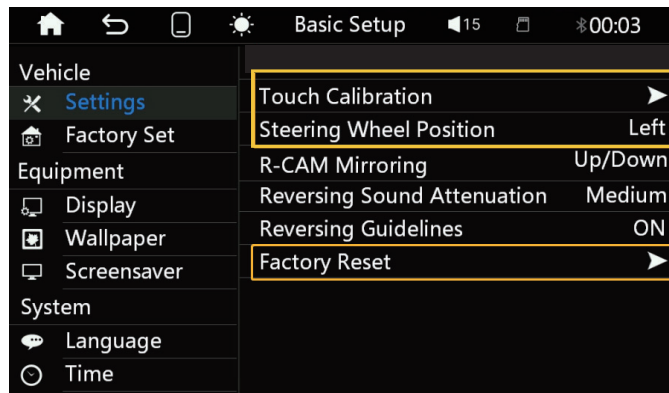 Basic Setup 15 00:03
Vehicle
Settings
Factory Set
Equipment
Display
Wallpaper
Screensaver
System
Language
Time
Touch Calibration
Steering Wheel Position Left
R-CAM Mirroring Up/Down
Reversing Sound Attenuation Medium
Reversing Guidelines ON
Factory Reset